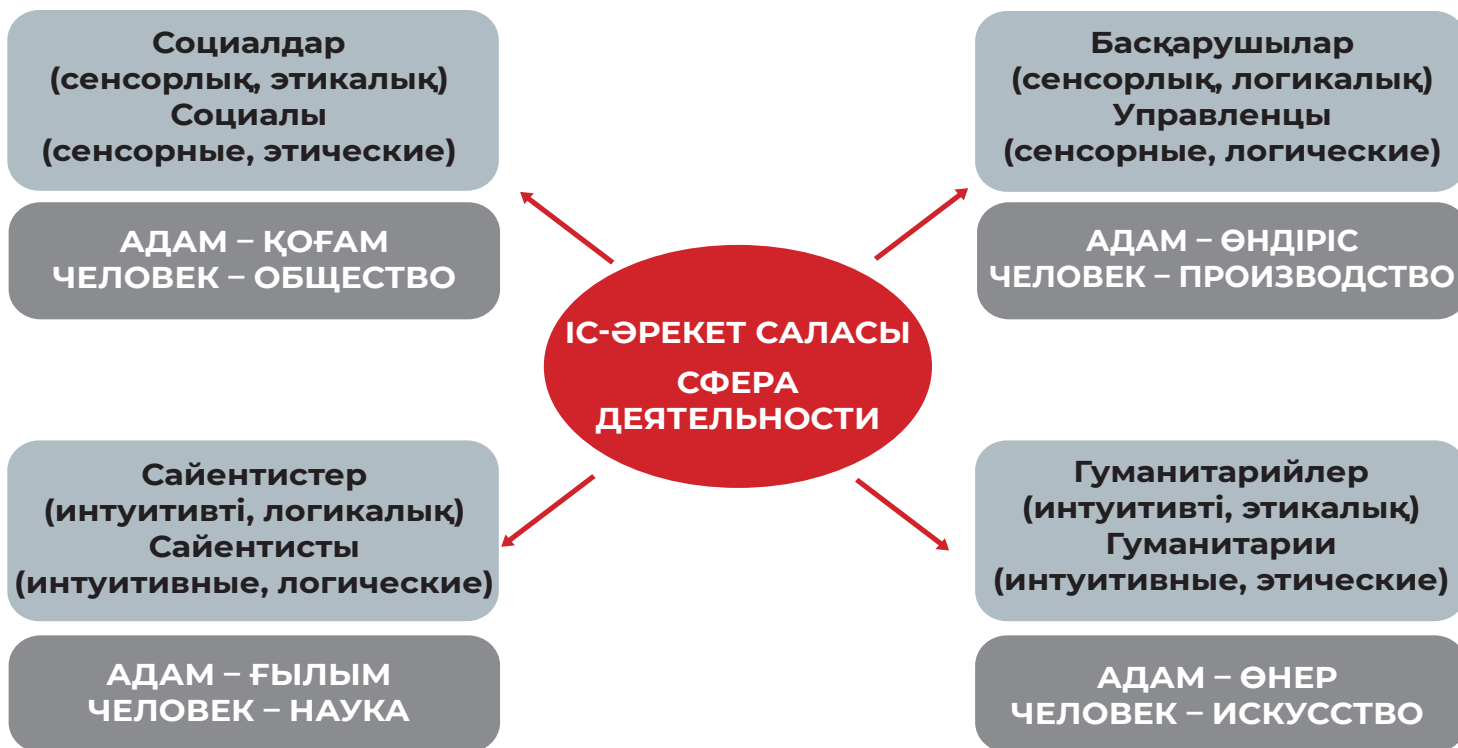 Социалдар
(сенсорлық, этикалық)
Социалы
(сенсорные, этические)
АДАМ – ҚОҒАМ
ЧЕЛОВЕК – ОБЩЕСТВО
Басқарушылар
(сенсорлық, логикалық)
Управленцы
(сенсорные, логические)
АДАМ – ӨНДІРІС
ЧЕЛОВЕК – ПРОИЗВОДСТВО
ІС-ӘРЕКЕТ САЛАСЫ
СФЕРА
ДЕЯТЕЛЬНОСТИ
Сайентистер
(интуитивті, логикалық)
Сайентисты
(интуитивные, логические)
АДАМ – ҒЫЛЫМ
ЧЕЛОВЕК – НАУКА
Гуманитарийлер
(интуитивті, этикалық)
Гуманитарии
(интуитивные, этические)
АДАМ – ӨНЕР
ЧЕЛОВЕК – ИСКУССТВО